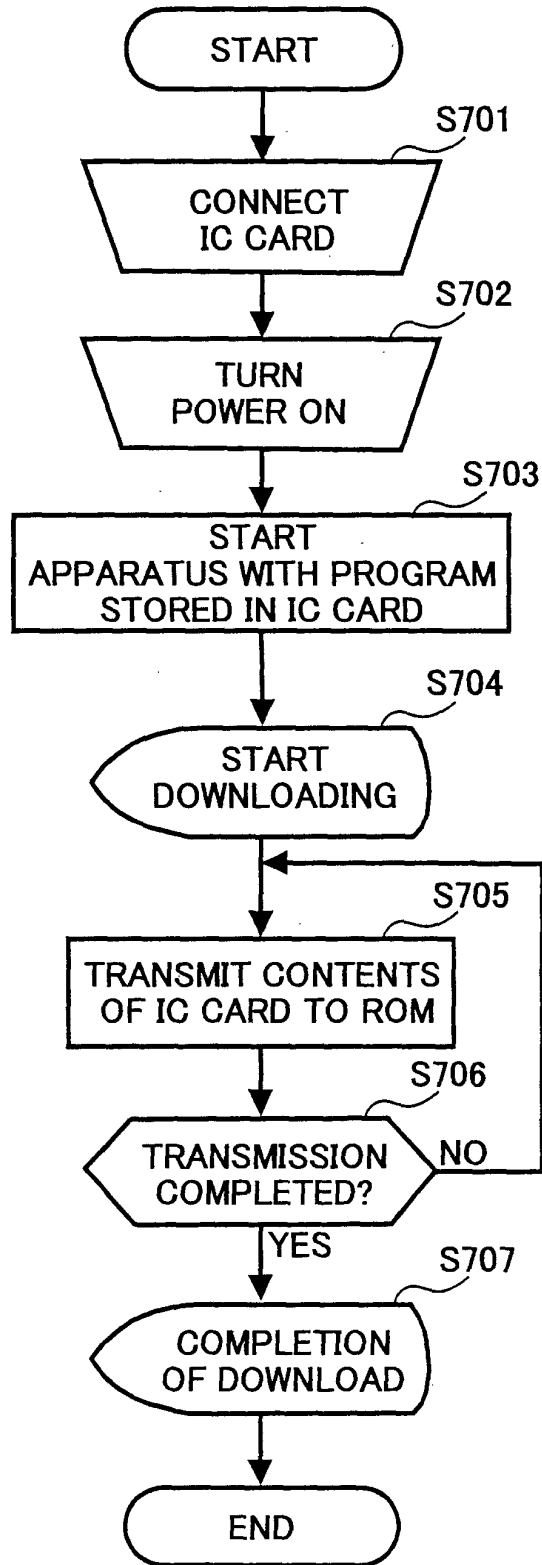 START
S701
CONNECT
IC CARD
S702
TURN
POWER ON
S703
START
APPARATUS WITH PROGRAM
STORED IN IC CARD
S704
START
DOWNLOADING
S705
TRANSMIT CONTENTS
OF IC CARD TO ROM
S706
TRANSMISSION
COMPLETED?
NO
YES
S707
COMPLETION
OF DOWNLOAD
END